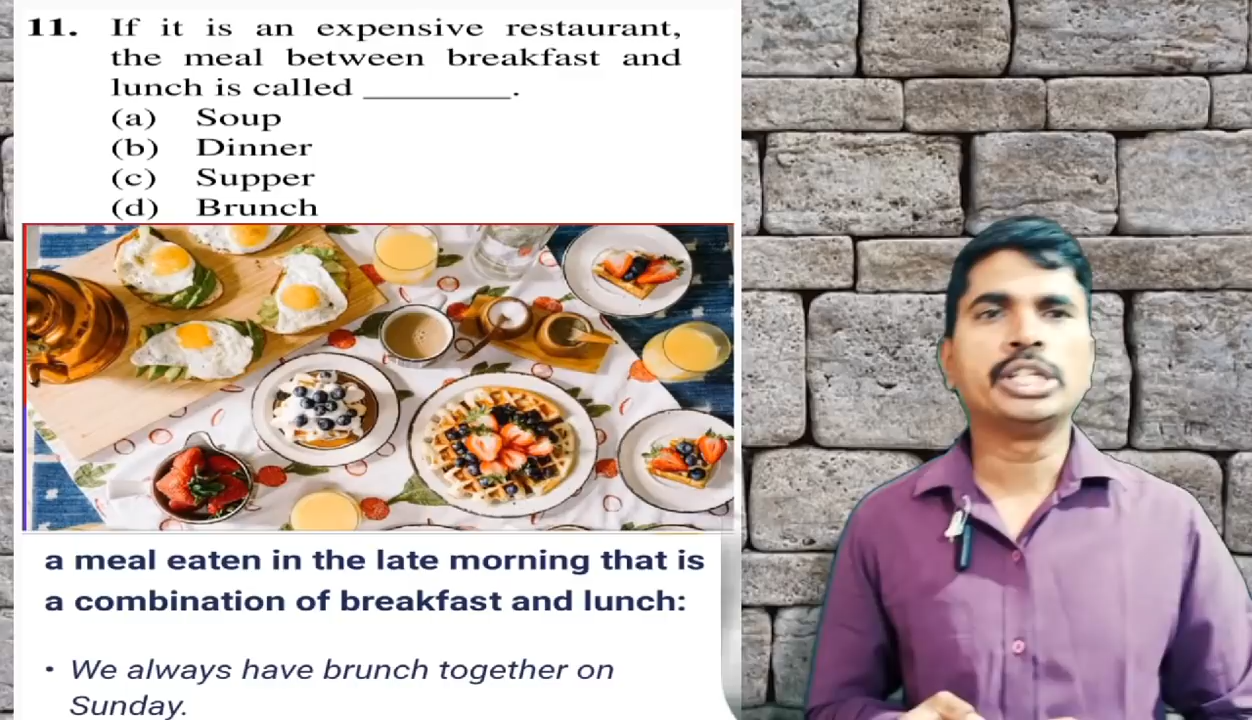 11. If it is an expensive restaurant,
the meal between breakfast and
lunch is called __________.
(a) Soup
(b) Dinner
(c) Supper
(d) Brunch
a meal eaten in the late morning that is
a combination of breakfast and lunch:
• We always have brunch together on
Sunday.